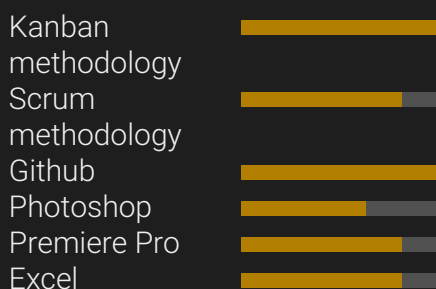 Kanban
methodology
Scrum
methodology
Github
Photoshop
Premiere Pro
Excel